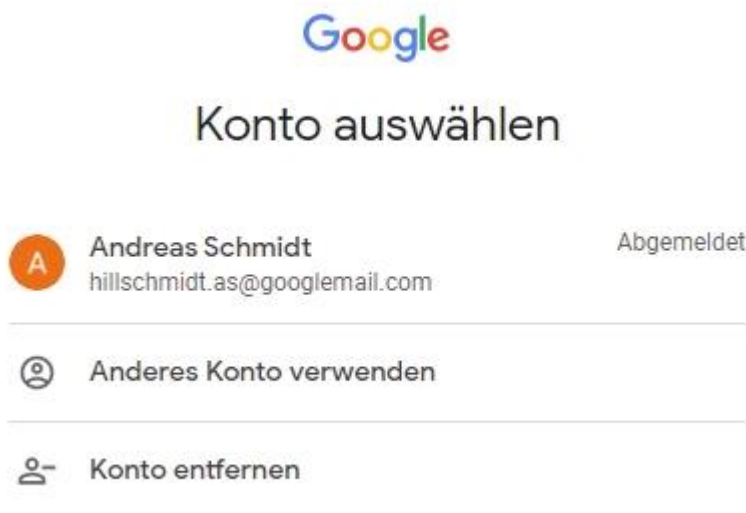 Google
Konto auswählen
A
Andreas Schmidt
Abgemeldet
hillschmidt.as@googlemail.com
Anderes Konto verwenden
Konto entfernen